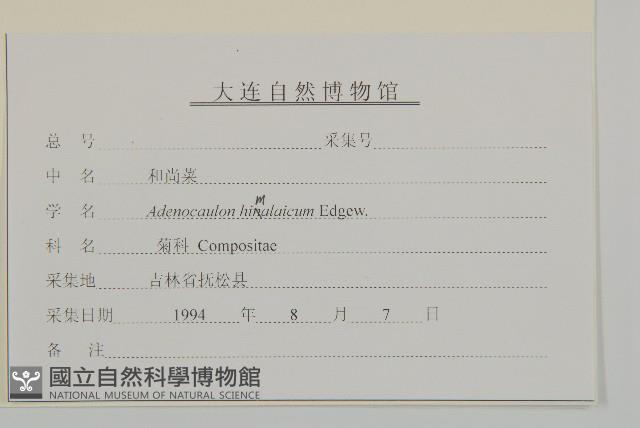 大连自然博物馆
总 号 采集号
中 名 和尚菜
学 名 Adenocaulon hinalaicum Edgew.
m
科 名 菊科 Compositae
采集地 吉林省抚松县
采集日期 1994 年 8 月 7 日
备 注
國立自然科學博物館
NATIONAL MUSEUM OF NATURAL SCIENCE